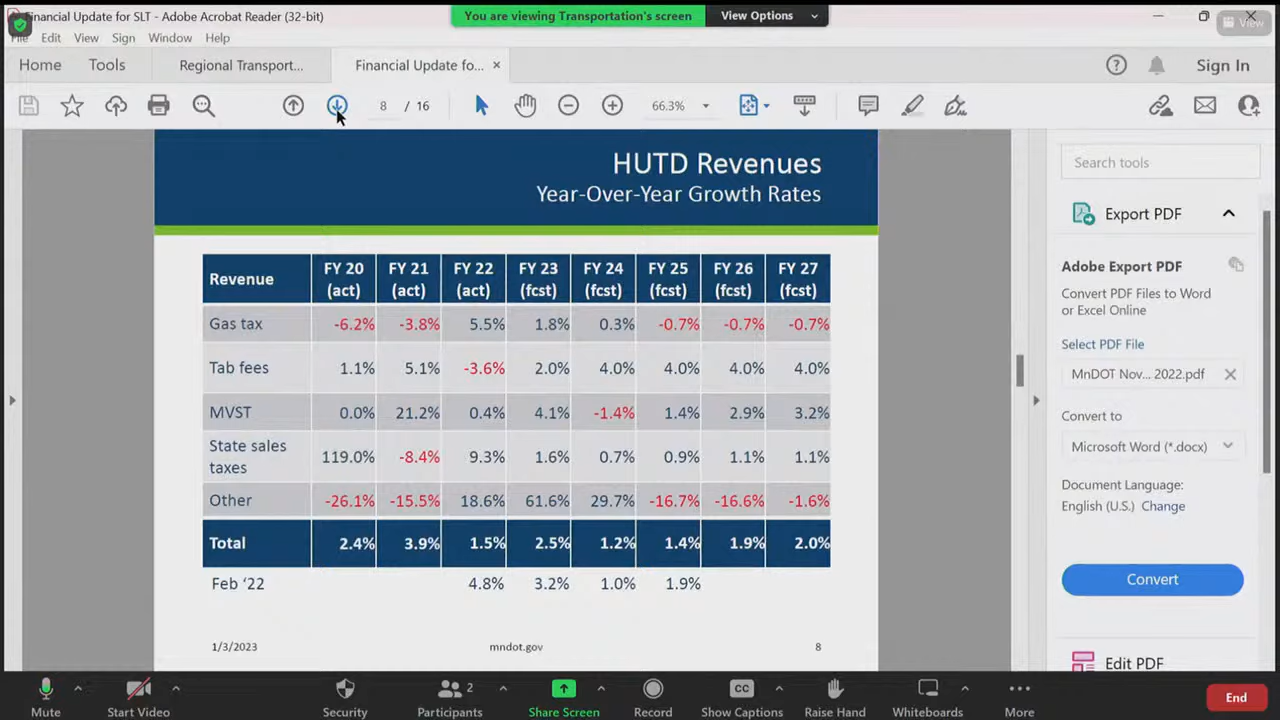 Financial Update for SLT - Adobe Acrobat Reader (32-bit)
You are viewing Transportation's screen
View Options
View
File Edit View Sign Window Help
Home Tools Regional Transport... Financial Update fo... ×
Sign In
8 / 16
66.3%
HUTD Revenues
Year-Over-Year Growth Rates
Revenue FY 20 (act) FY 21 (act) FY 22 (act) FY 23 (fcst) FY 24 (fcst) FY 25 (fcst) FY 26 (fcst) FY 27 (fcst)
Gas tax -6.2% -3.8% 5.5% 1.8% 0.3% -0.7% -0.7% -0.7%
Tab fees 1.1% 5.1% -3.6% 2.0% 4.0% 4.0% 4.0% 4.0%
MVST 0.0% 21.2% 0.4% 4.1% -1.4% 1.4% 2.9% 3.2%
State sales taxes 119.0% -8.4% 9.3% 1.6% 0.7% 0.9% 1.1% 1.1%
Other -26.1% -15.5% 18.6% 61.6% 29.7% -16.7% -16.6% -1.6%
Total 2.4% 3.9% 1.5% 2.5% 1.2% 1.4% 1.9% 2.0%
Feb ‘22 4.8% 3.2% 1.0% 1.9%
1/3/2023 mndot.gov 8
Search tools
Export PDF
Adobe Export PDF
Convert PDF Files to Word
or Excel Online
Select PDF File
MnDOT Nov... 2022.pdf
Convert to
Microsoft Word (*.docx)
Document Language:
English (U.S.) Change
Convert
Edit PDF
Mute Start Video Security Participants 2 Share Screen Record CC Show Captions Raise Hand Whiteboards More End